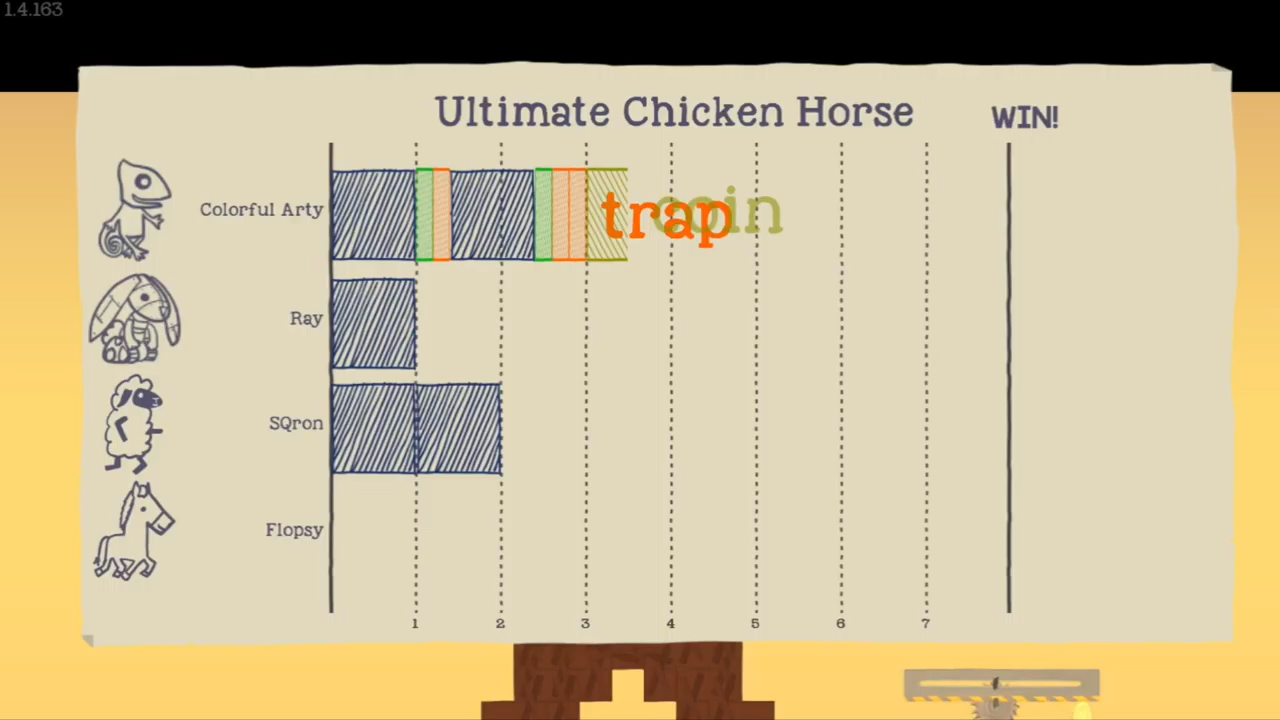 1.4.163
Ultimate Chicken Horse
WIN!
Colorful Arty
trap
coin
Ray
SQron
Flopsy
1 2 3 4 5 6 7